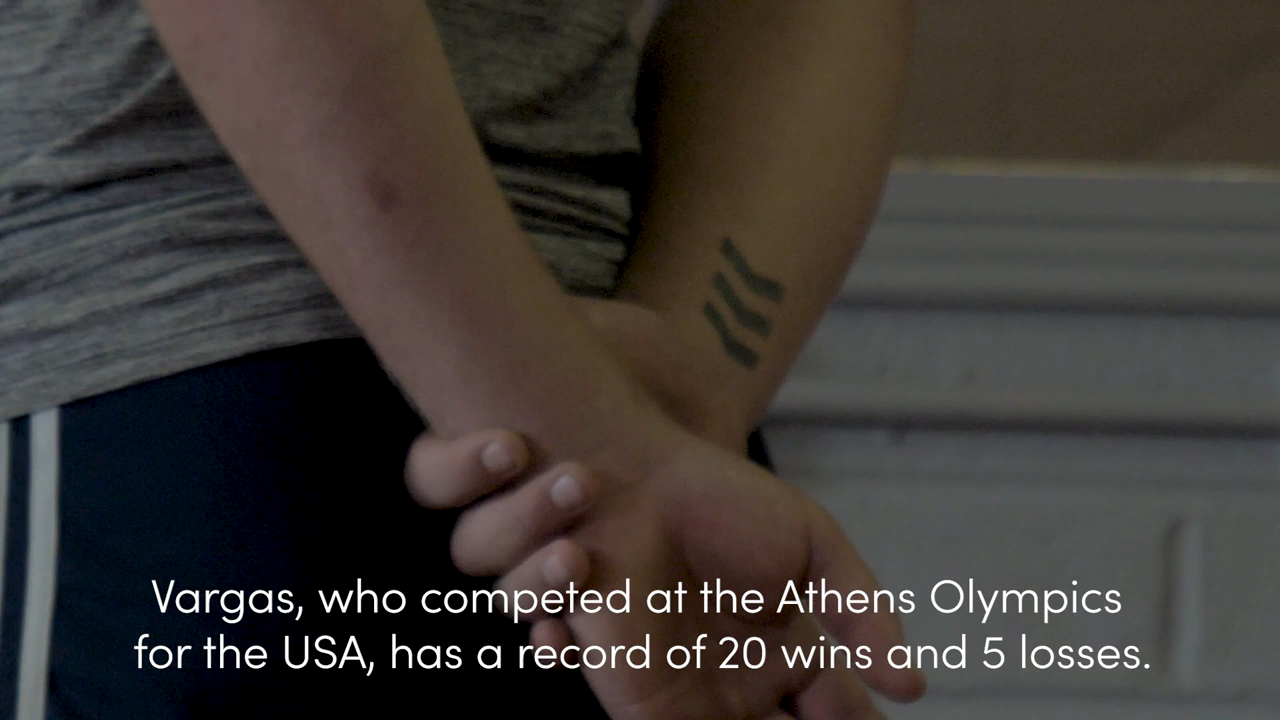 Vargas, who competed at the Athens Olympics
for the USA, has a record of 20 wins and 5 losses.